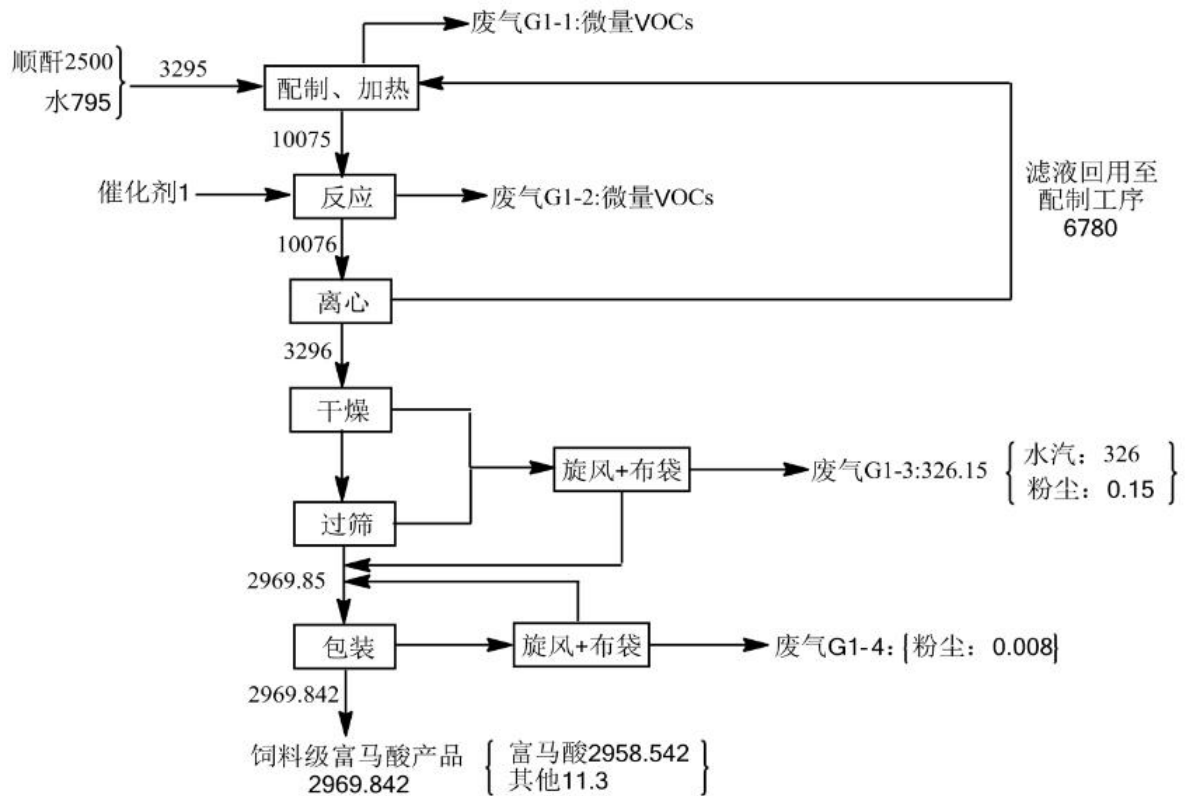 废气G1-1:微量VOCs
顺酐2500
水795
3295
配制、加热
10075
催化剂1
反应
废气G1-2:微量VOCs
滤液回用至
配制工序
6780
10076
离心
3296
干燥
旋风+布袋
废气G1-3:326.15
水汽：326
粉尘：0.15
过筛
2969.85
包装
旋风+布袋
废气G1-4：{粉尘：0.008}
2969.842
饲料级富马酸产品
2969.842
富马酸2958.542
其他11.3